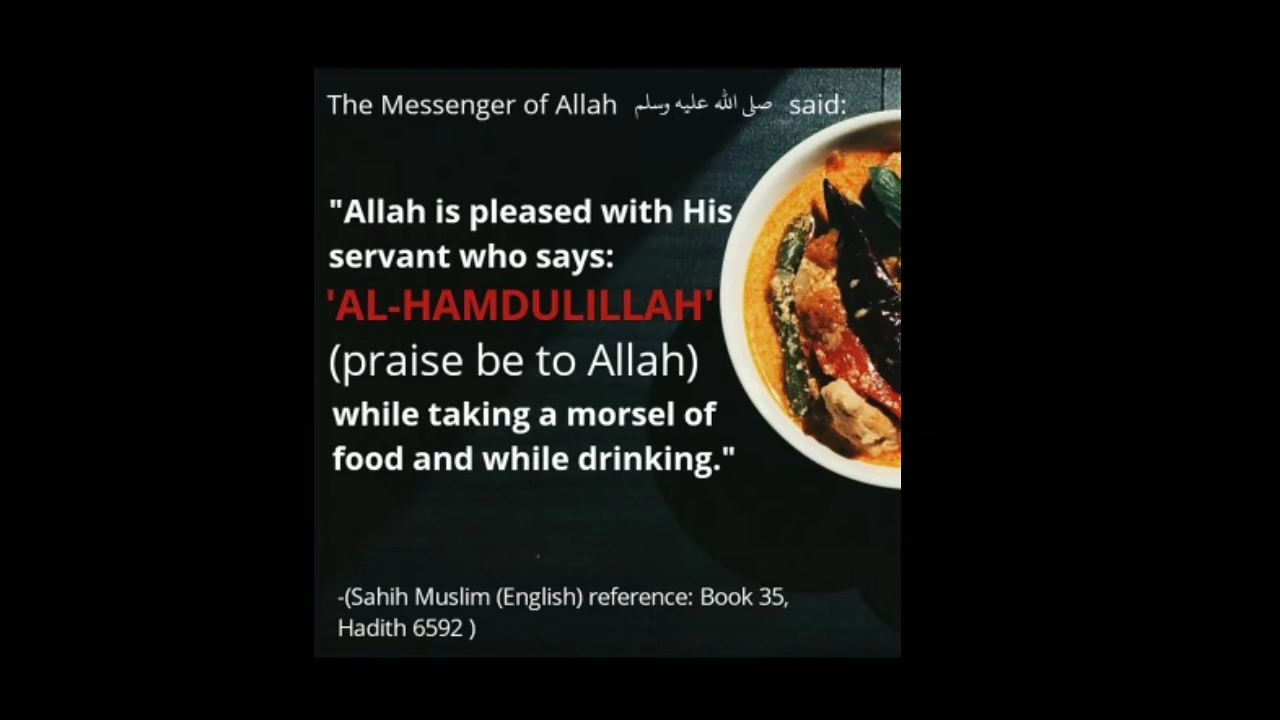 The Messenger of Allah صلى الله عليه وسلم said:
"Allah is pleased with His
servant who says:
'AL-HAMDULILLAH'
(praise be to Allah)
while taking a morsel of
food and while drinking."
-(Sahih Muslim (English) reference: Book 35,
Hadith 6592 )